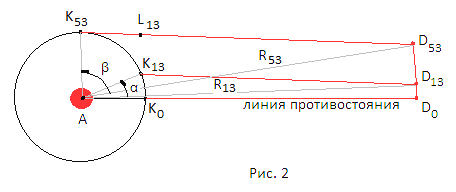 K53 L13
D53
K13 R53
β
α R13 D13
A K0 линия противостояния D0
Рис. 2